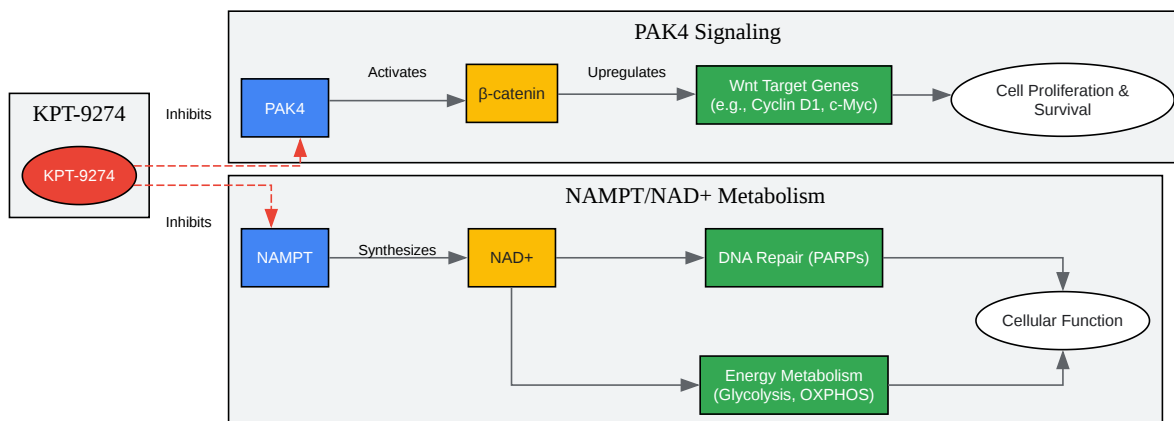 PAK4 Signaling
KPT-9274
KPT-9274
Inhibits
Inhibits
PAK4
Activates
β-catenin
Upregulates
Wnt Target Genes
(e.g., Cyclin D1, c-Myc)
Cell Proliferation &
Survival
NAMPT/NAD+ Metabolism
NAMPT
Synthesizes
NAD+
DNA Repair (PARPs)
Energy Metabolism
(Glycolysis, OXPHOS)
Cellular Function